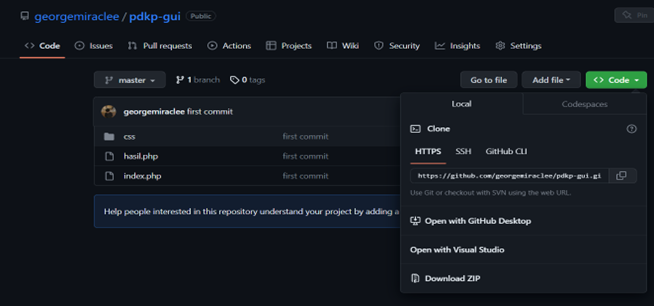 georgemiraclee / pdkp-gui Public
Pin
<> Code Issues Pull requests Actions Projects Wiki Security Insights Settings
master 1 branch 0 tags Go to file Add file <> Code
georgemiraclee first commit
css first commit
hasil.php first commit
index.php first commit
Help people interested in this repository understand your project by adding a
Local Codespaces
Clone
HTTPS SSH GitHub CLI
https://github.com/georgemiraclee/pdkp-gui.gi
Use Git or checkout with SVN using the web URL.
Open with GitHub Desktop
Open with Visual Studio
Download ZIP